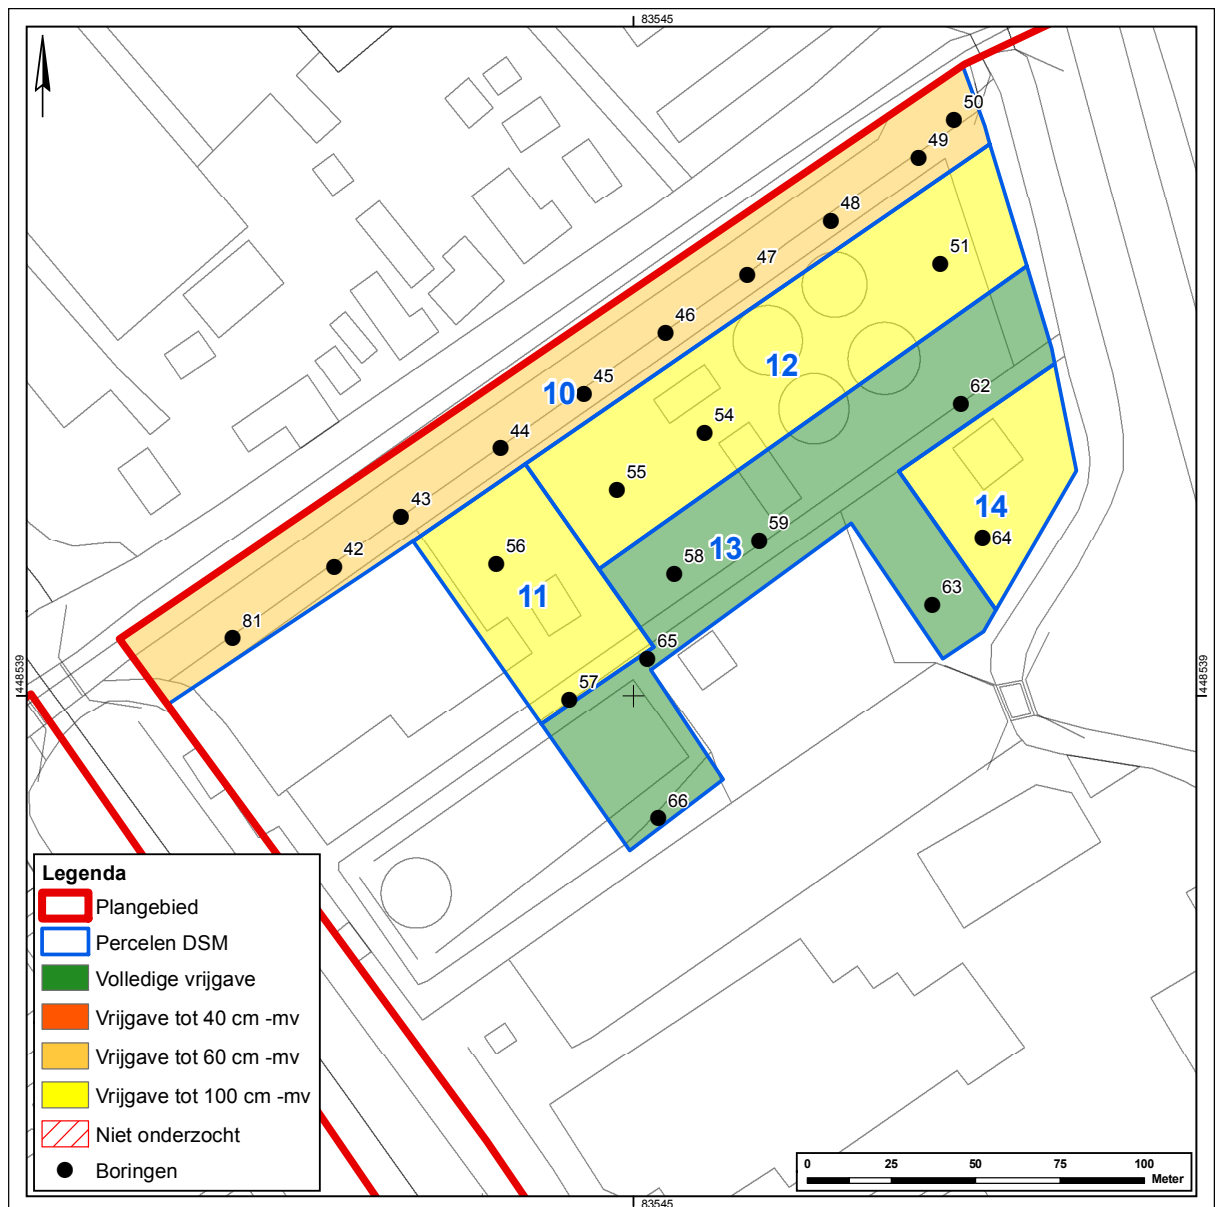 83545
50
49
48
51
47
46
12
10
45
62
54
44
55
14
43
59
64
56
13
42
58
11
63
81
65
448539
448539
57
66
Legenda
Plangebied
Percelen DSM
Volledige vrijgave
Vrijgave tot 40 cm -mv
Vrijgave tot 60 cm -mv
Vrijgave tot 100 cm -mv
Niet onderzocht
Boringen
0 25 50 75 100
Meter
83545